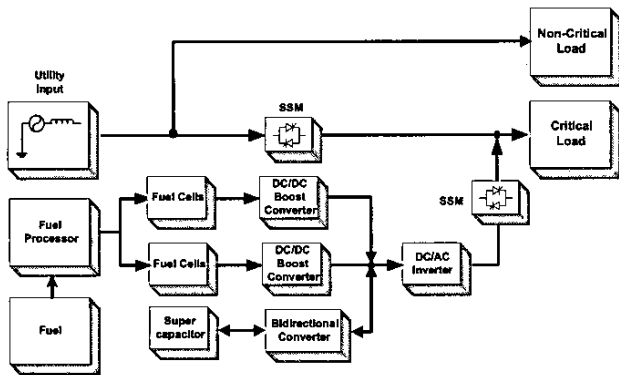 Non-Critical
Load
Utility
Input
SSM
Critical
Load
SSM
Fuel Cells
DC/DC
Boost
Converter
Fuel
Processor
Fuel Cells
DC/DC
Boost
Converter
DC/AC
Inverter
Fuel
Super
capacitor
Bidirectional
Converter